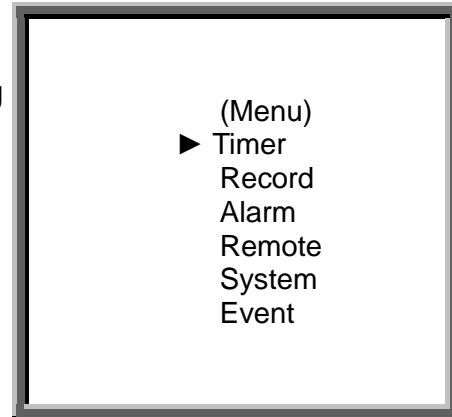 (Menu)
► Timer
Record
Alarm
Remote
System
Event